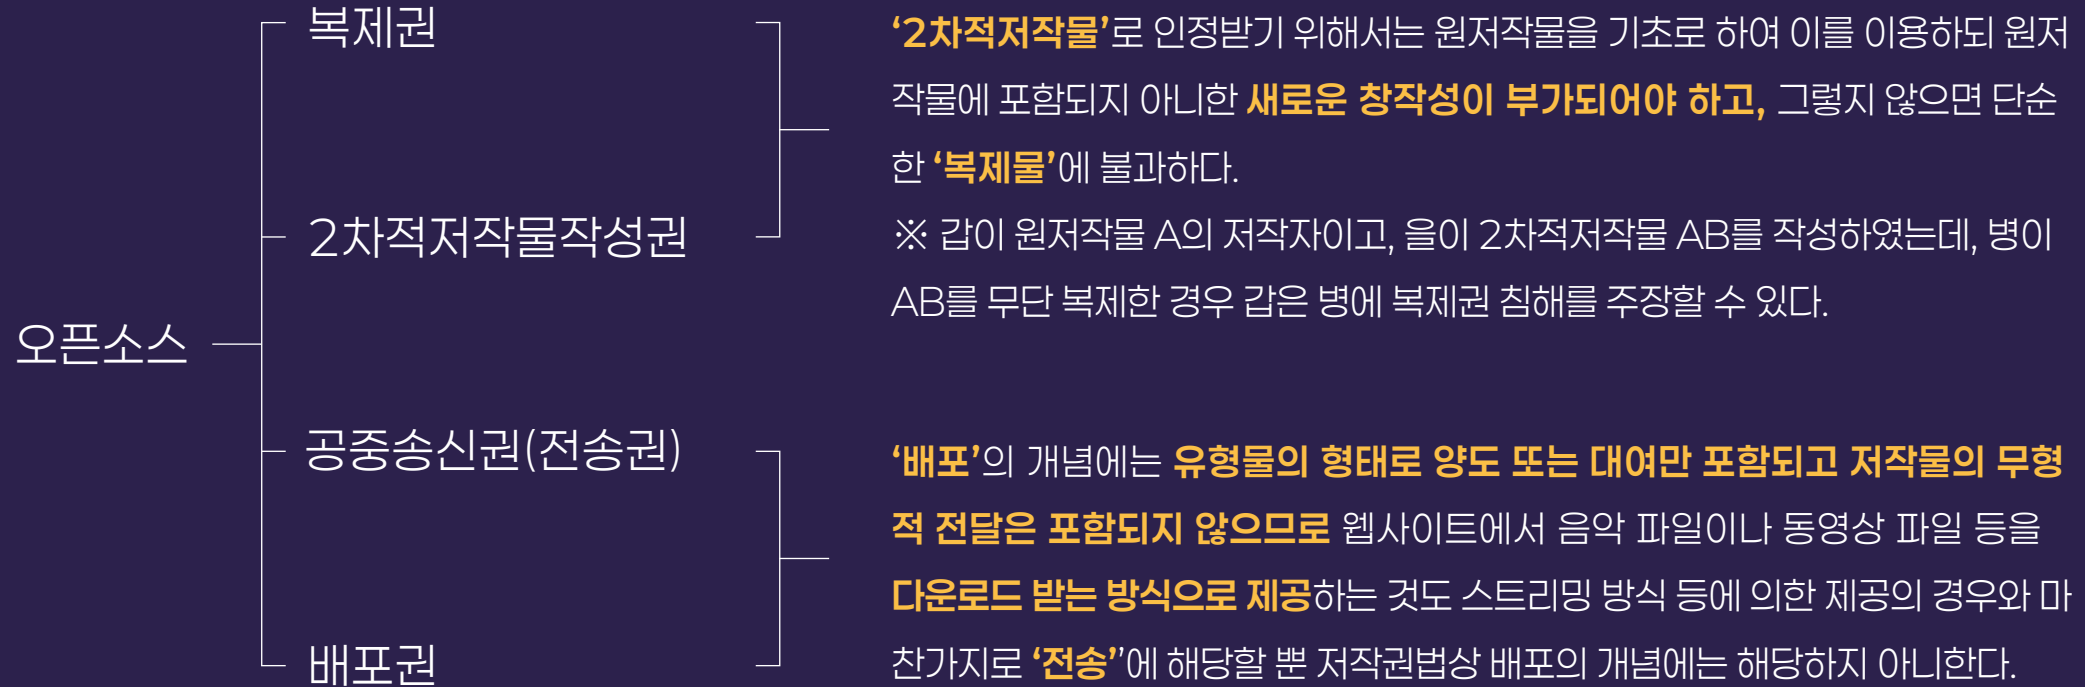 오픈소스
복제권
2차적저작물작성권
공중송신권(전송권)
배포권
‘2차적저작물’로 인정받기 위해서는 원저작물을 기초로 하여 이를 이용하되 원저
작물에 포함되지 아니한 새로운 창작성이 부가되어야 하고, 그렇지 않으면 단순
한 ‘복제물’에 불과하다.
※ 갑이 원저작물 A의 저작자이고, 을이 2차적저작물 AB를 작성하였는데, 병이
AB를 무단 복제한 경우 갑은 병에 복제권 침해를 주장할 수 있다.
‘배포’의 개념에는 유형물의 형태로 양도 또는 대여만 포함되고 저작물의 무형
적 전달은 포함되지 않으므로 웹사이트에서 음악 파일이나 동영상 파일 등을
다운로드 받는 방식으로 제공하는 것도 스트리밍 방식 등에 의한 제공의 경우와 마
찬가지로 ‘전송’’에 해당할 뿐 저작권법상 배포의 개념에는 해당하지 아니한다.